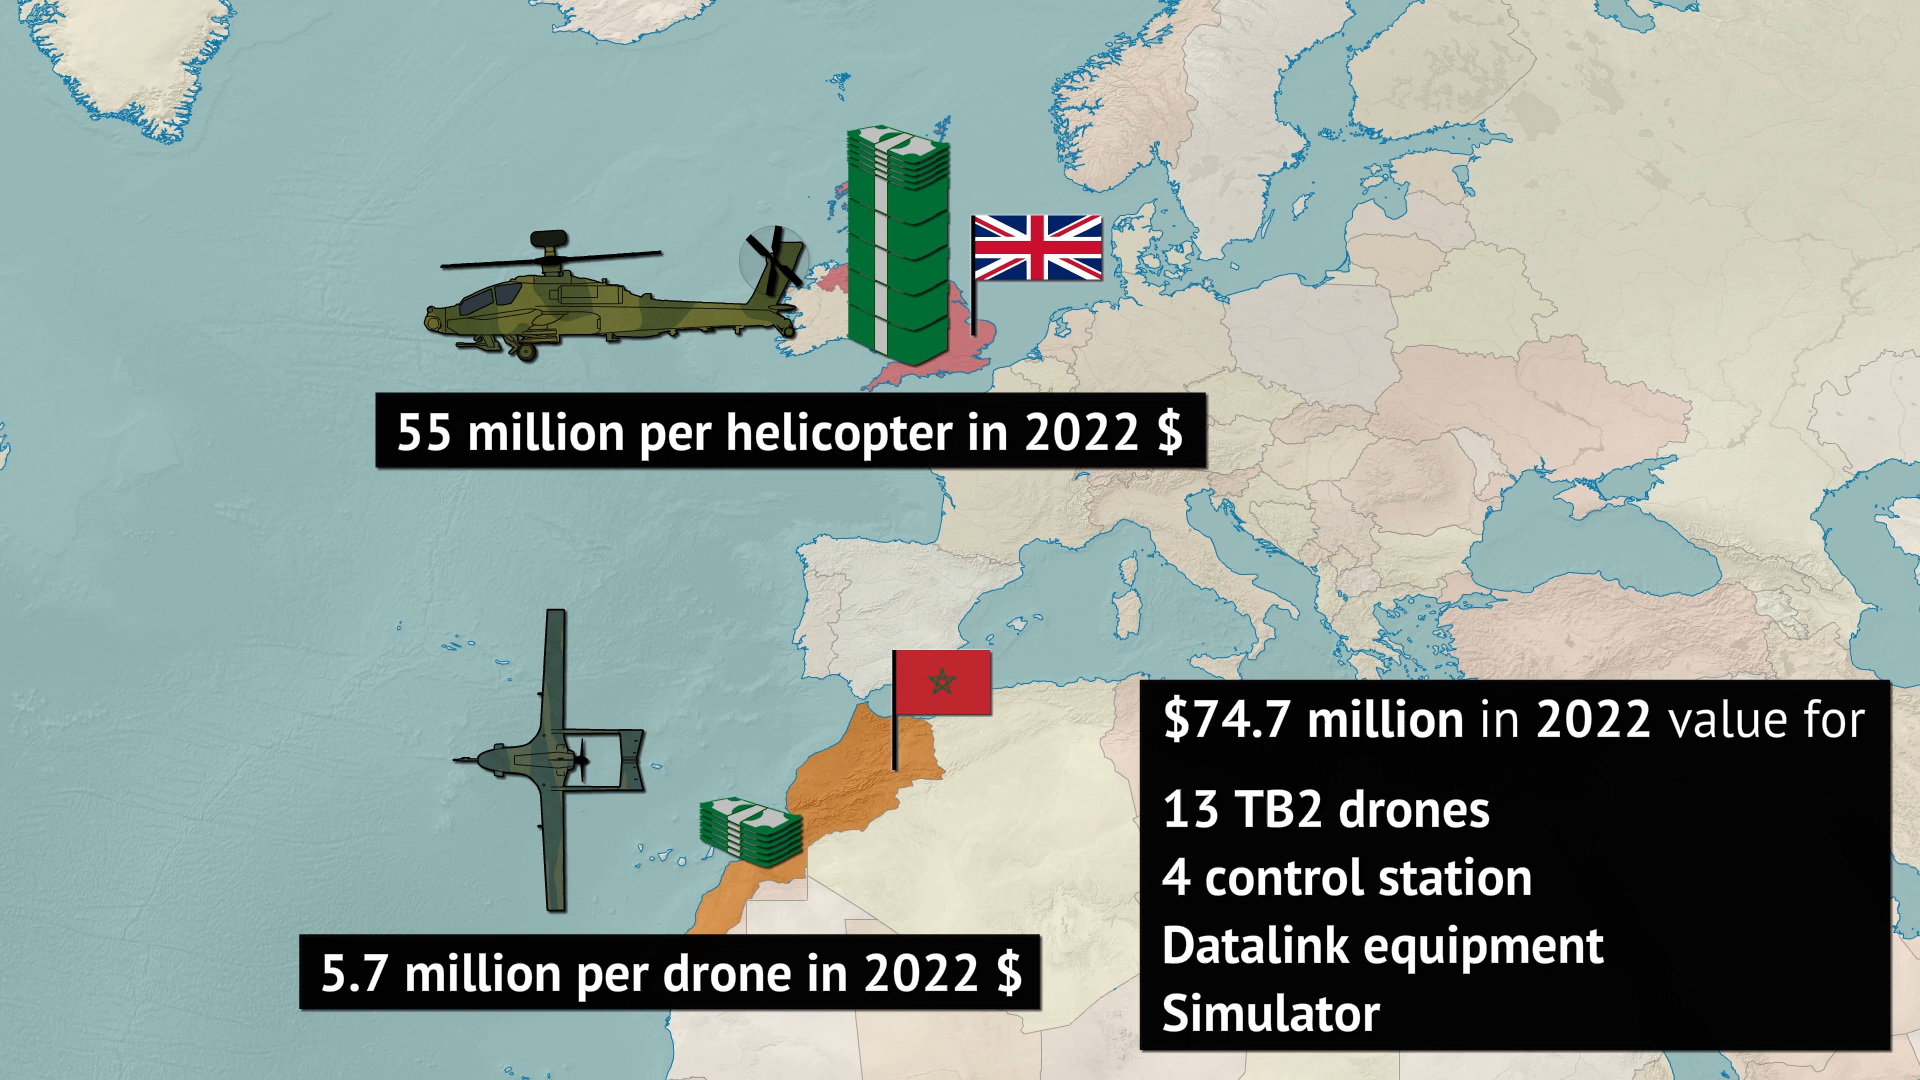 55 million per helicopter in 2022 $
5.7 million per drone in 2022 $
$74.7 million in 2022 value for
13 TB2 drones
4 control station
Datalink equipment
Simulator